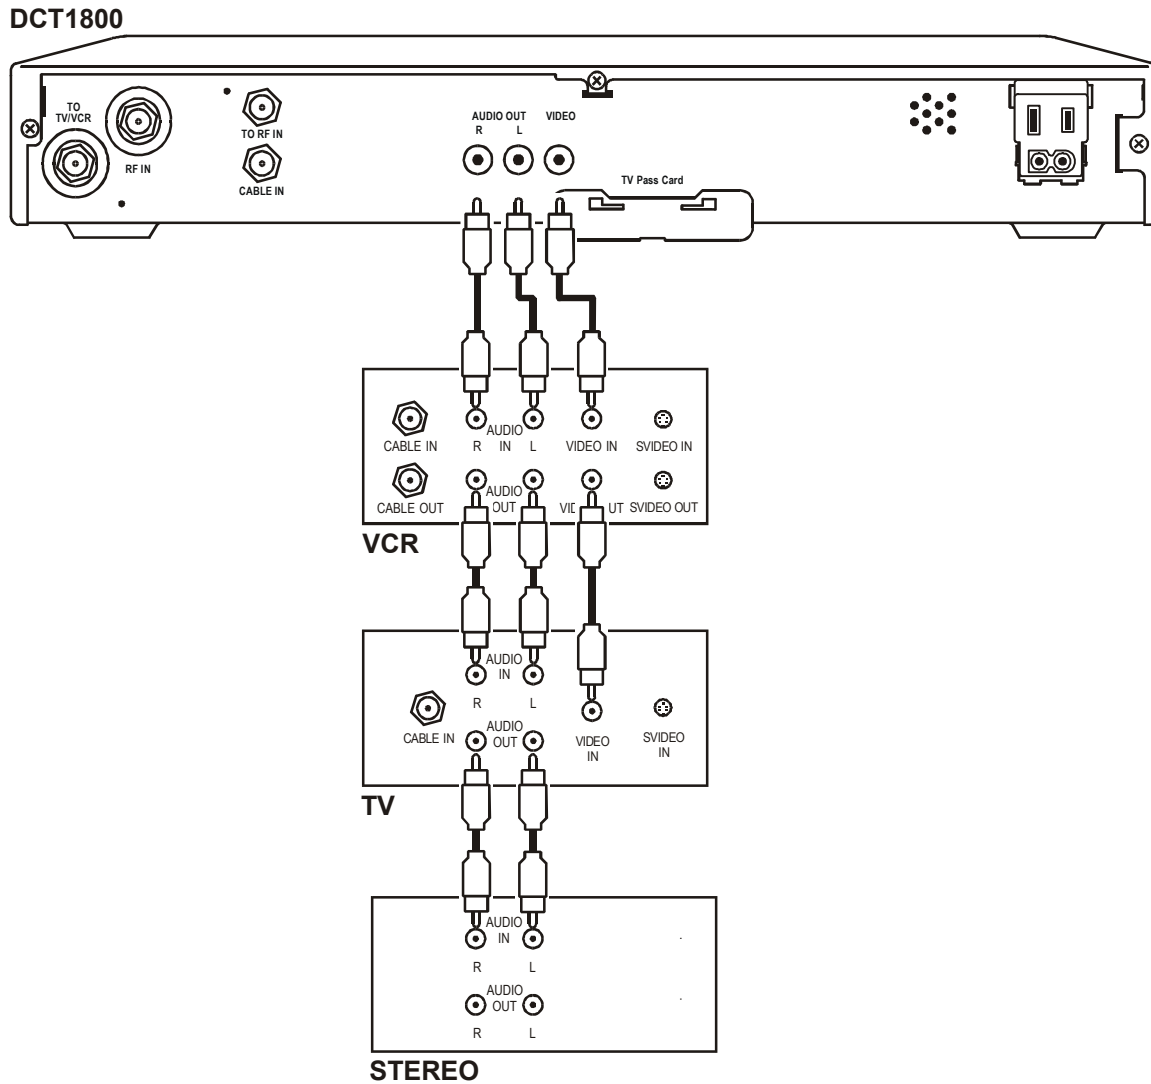 DCT1800
TO
TV/VCR
RF IN
TO RF IN
CABLE IN
AUDIO OUT
R L
VIDEO
TV Pass Card
AUDIO
CABLE IN R IN L VIDEO IN SVIDEO IN
AUDIO
CABLE OUT OUT SVIDEO OUT
VCR
AUDIO
IN
R L
CABLE IN
AUDIO
OUT
VIDEO
IN
SVIDEO
IN
TV
AUDIO
IN
R L
AUDIO
OUT
R L
STEREO